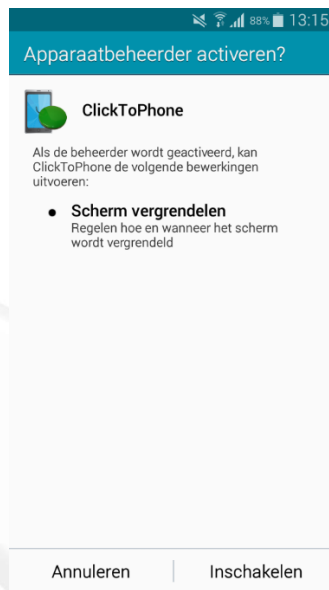 88% 13:15
Apparaatbeheerder activeren?
ClickToPhone
Als de beheerder wordt geactiveerd, kan
ClickToPhone de volgende bewerkingen
uitvoeren:
● Scherm vergrendelen
Regelen hoe en wanneer het scherm
wordt vergrendeld
Annuleren Inschakelen